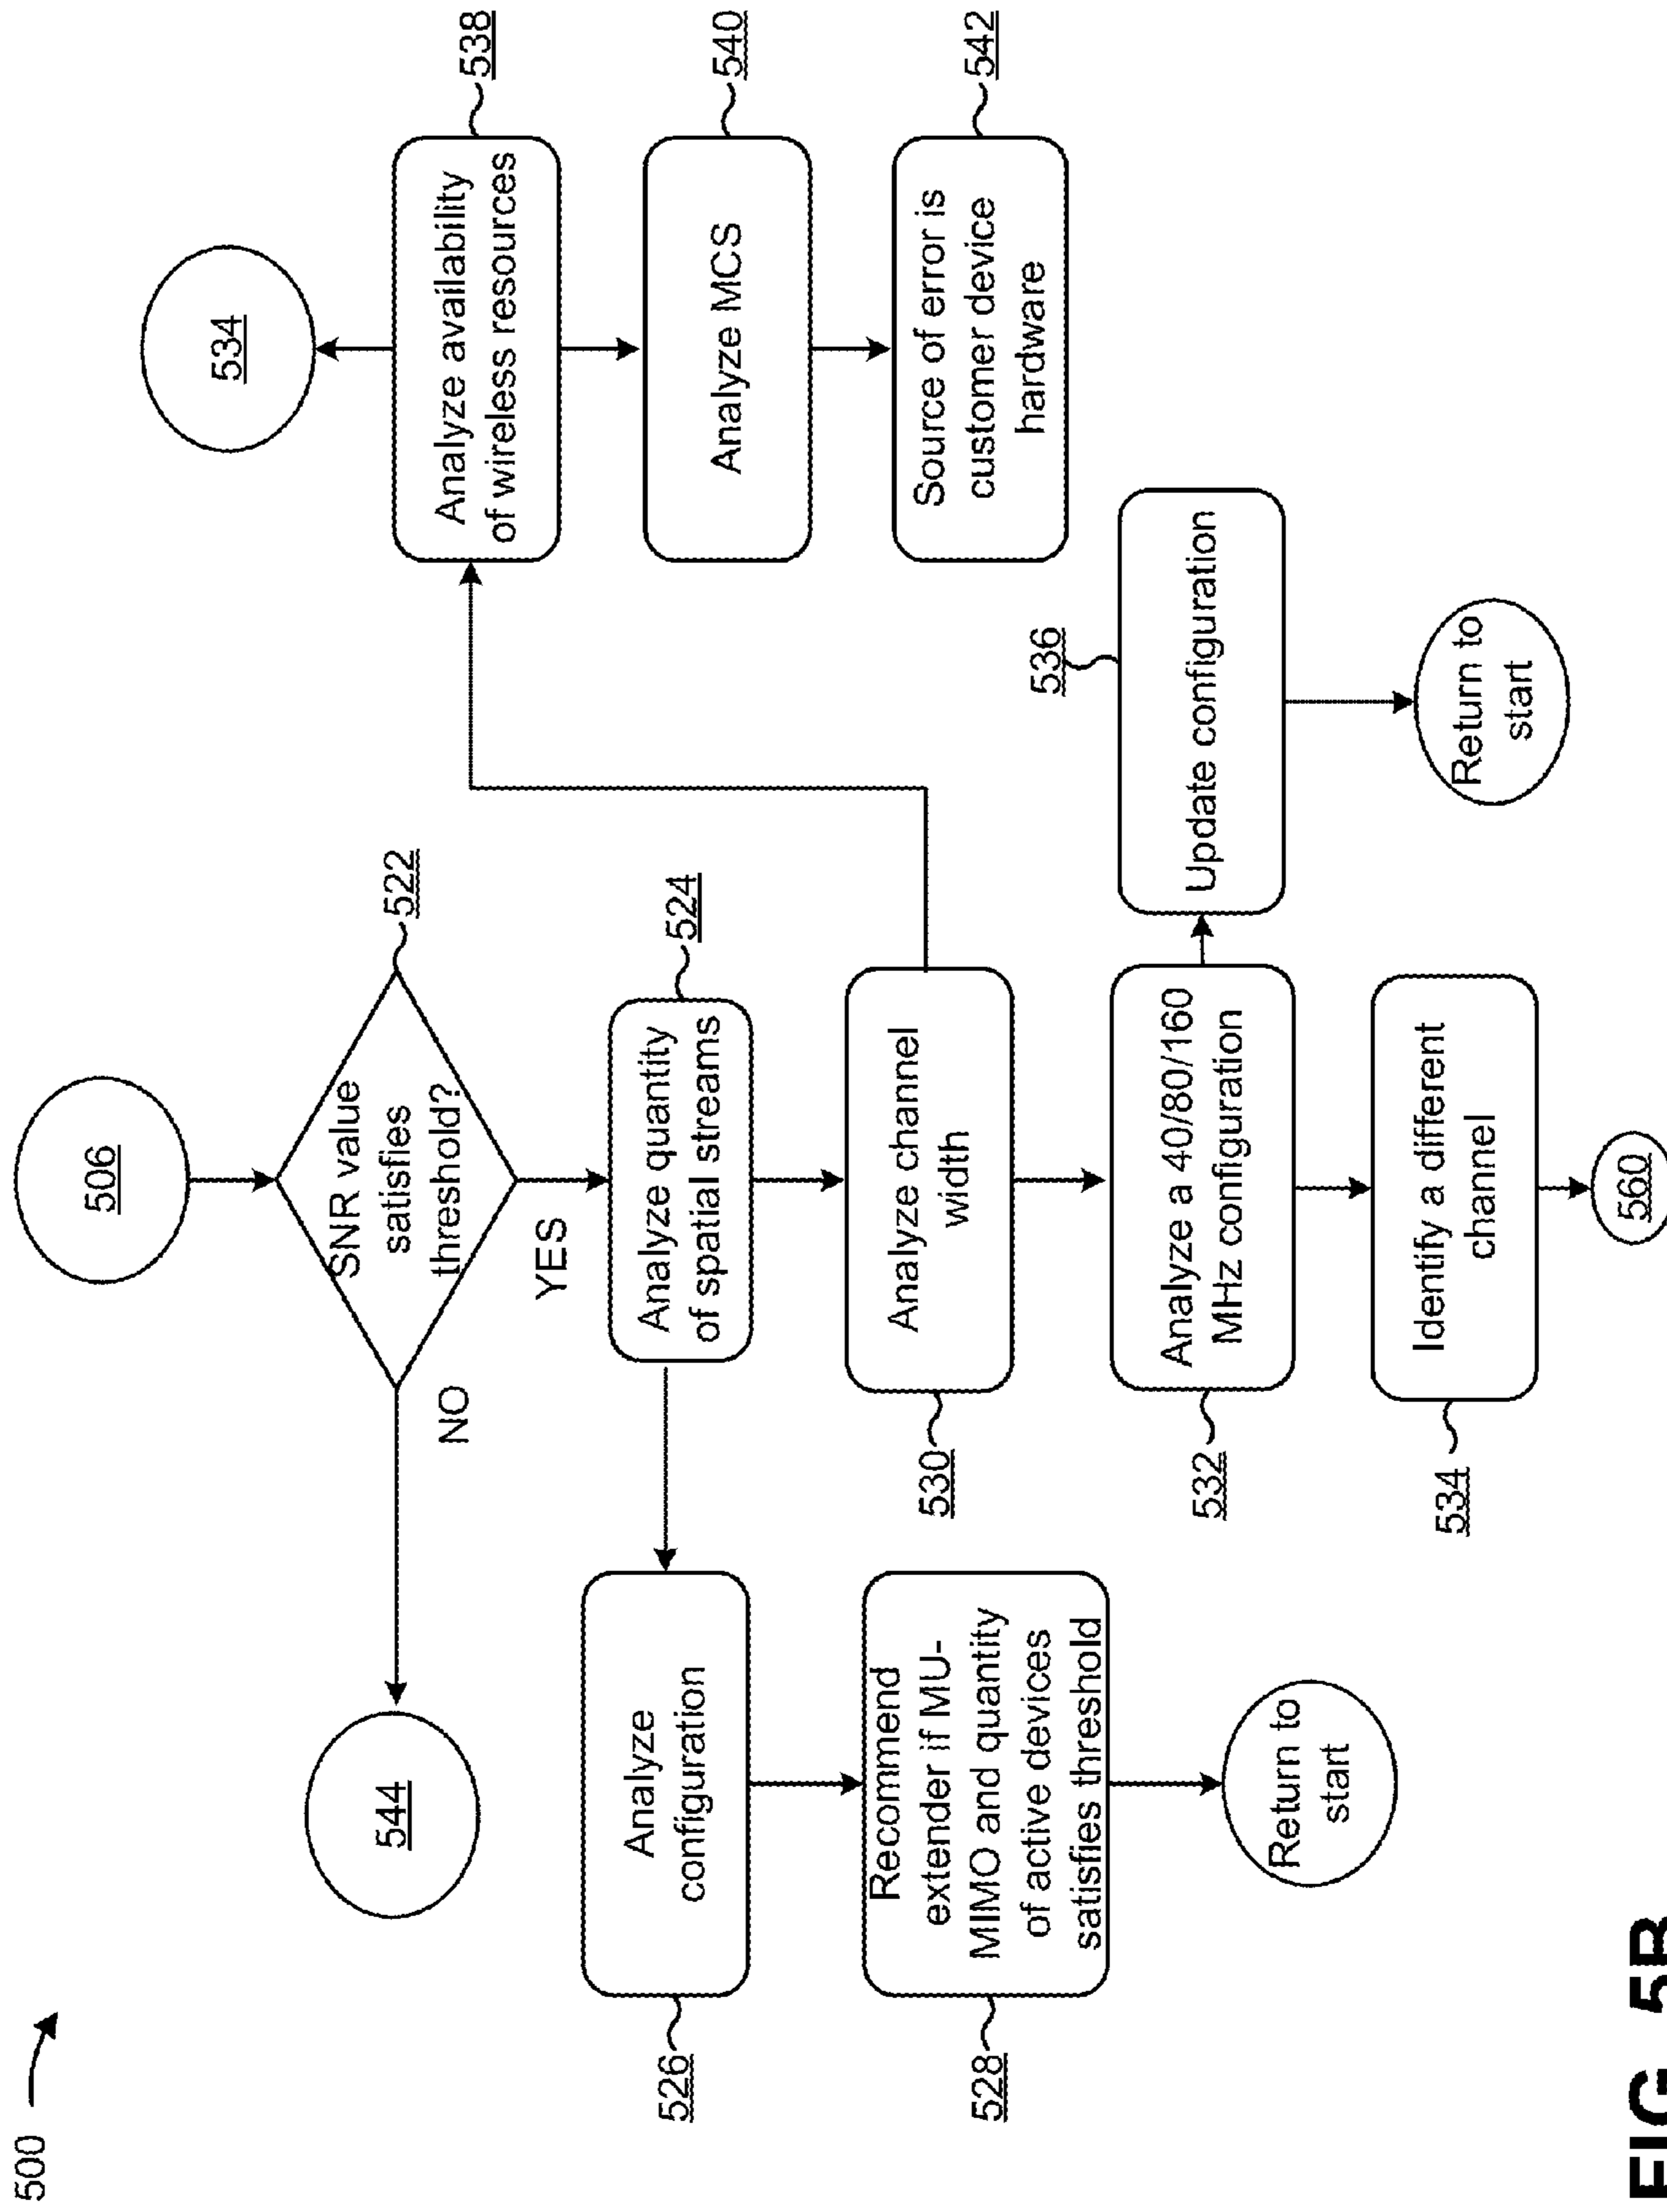 500
506
SNR value
satisfies
threshold?
522
NO
YES
544
Analyze quantity
of spatial streams
524
Analyze
configuration
526
Recommend
extender if MU-
MIMO and quantity
of active devices
satisfies threshold
528
Return to
start
Analyze channel
width
530
Analyze a 40/80/160
MHz configuration
532
Identify a different
channel
534
560
Update configuration
536
Return to
start
534
Analyze availability
of wireless resources
538
Analyze MCS
540
Source of error is
customer device
hardware
542
FIG. 5B